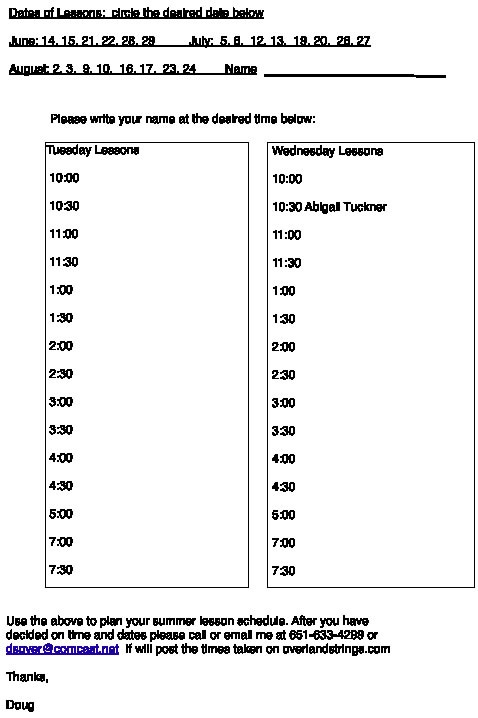 Dates of Lessons: circle the desired date below
June: 14, 15, 21, 22, 28, 29 July: 5, 6, 12, 13, 19, 20, 26, 27
August: 2, 3, 9, 10, 16, 17, 23, 24 Name
Please write your name at the desired time below:
Tuesday Lessons
10:00
10:30
11:00
11:30
1:00
1:30
2:00
2:30
3:00
3:30
4:00
4:30
5:00
7:00
7:30
Wednesday Lessons
10:00
10:30 Abigail Tuckner
11:00
11:30
1:00
1:30
2:00
2:30
3:00
3:30
4:00
4:30
5:00
7:00
7:30
Use the above to plan your summer lesson schedule. After you have
decided on time and dates please call or email me at 651-633-4299 or
dsover@comcast.net If will post the times taken on overlandstrings.com
Thanks,
Doug